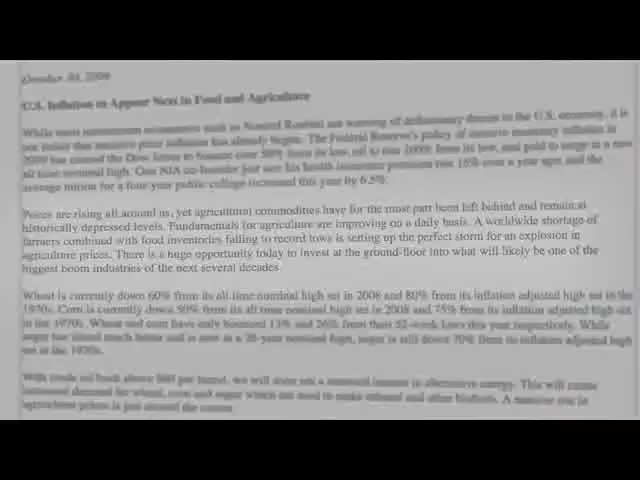 October 30, 2009
U.S. Inflation to Appear Next in Food and Agriculture
While most mainstream economists such as Nouriel Roubini are warning of deflationary threats to the U.S. economy, it is
our belief that massive price inflation has already begun. The Federal Reserve's policy of massive monetary inflation in
2009 has caused the Dow Jones to bounce over 50% from its low, oil to rise 100% from its low, and gold to surge to a new
all time nominal high. One NIA co-founder just saw his health insurance premium rise 16% over a year ago, and the
average tuition for a four-year public college increased this year by 6.5%.
Prices are rising all around us, yet agricultural commodities have for the most part been left behind and remain at
historically depressed levels. Fundamentals for agriculture are improving on a daily basis. A worldwide shortage of
farmers combined with food inventories falling to record lows is setting up the perfect storm for an explosion in
agriculture prices. There is a huge opportunity today to invest at the ground-floor into what will likely be one of the
biggest boom industries of the next several decades.
Wheat is currently down 60% from its all time nominal high set in 2008 and 80% from its inflation adjusted high set in the
1970s. Corn is currently down 50% from its all time nominal high set in 2008 and 75% from its inflation adjusted high set
in the 1970s. Wheat and corn have only bounced 13% and 26% from their 52-week lows this year respectively. While
sugar has risen much better and is now at a 28-year nominal high, sugar is still down 70% from its inflation adjusted high
set in the 1970s.
With crude oil back above $80 per barrel, we will soon see a renewed interest in alternative energy. This will create
increased demand for wheat, corn and sugar which are used to make ethanol and other biofuels. A massive rise in
agriculture prices is just around the corner.